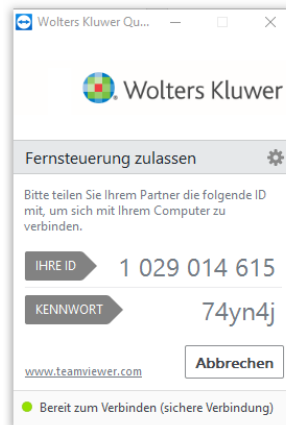 Wolters Kluwer Qu...
Wolters Kluwer
Fernsteuerung zulassen
Bitte teilen Sie Ihrem Partner die folgende ID
mit, um sich mit Ihrem Computer zu
verbinden.
IHRE ID 1 029 014 615
KENNWORT 74yn4j
www.teamviewer.com Abbrechen
Bereit zum Verbinden (sichere Verbindung)